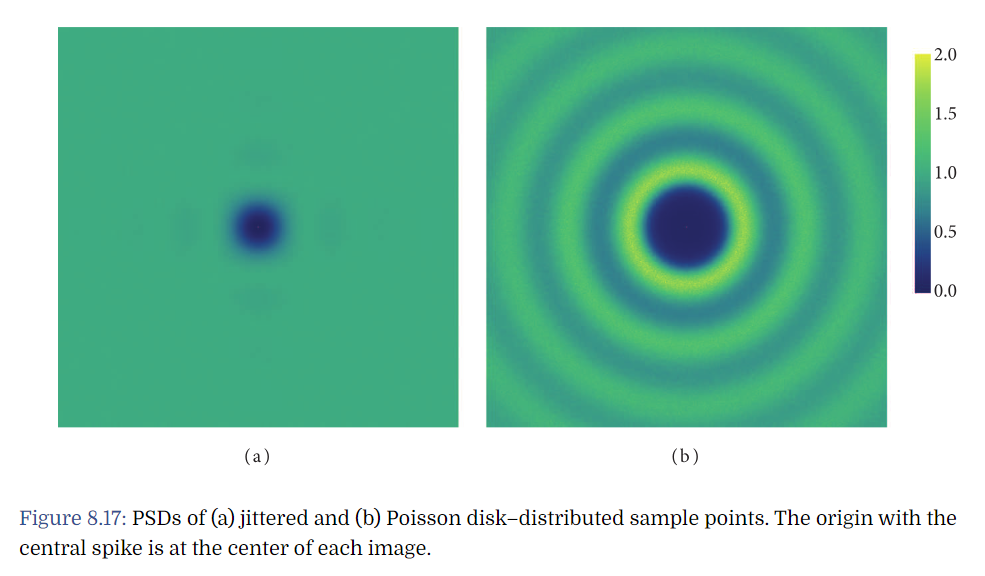 2.0
1.5
1.0
0.5
0.0
(a)
(b)
Figure 8.17: PSDs of (a) jittered and (b) Poisson disk–distributed sample points. The origin with the
central spike is at the center of each image.